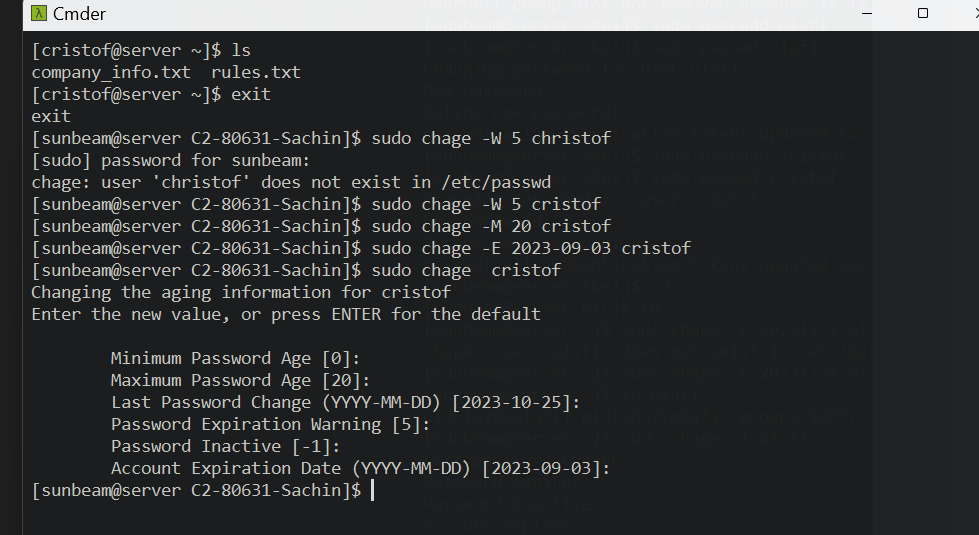 λ Cmder
[cristof@server ~]$ ls
company_info.txt  rules.txt
[cristof@server ~]$ exit
exit
[sunbeam@server C2-80631-Sachin]$ sudo chage -W 5 christof
[sudo] password for sunbeam:
chage: user 'christof' does not exist in /etc/passwd
[sunbeam@server C2-80631-Sachin]$ sudo chage -W 5 cristof
[sunbeam@server C2-80631-Sachin]$ sudo chage -M 20 cristof
[sunbeam@server C2-80631-Sachin]$ sudo chage -E 2023-09-03 cristof
[sunbeam@server C2-80631-Sachin]$ sudo chage  cristof
Changing the aging information for cristof
Enter the new value, or press ENTER for the default
        Minimum Password Age [0]:
        Maximum Password Age [20]:
        Last Password Change (YYYY-MM-DD) [2023-10-25]:
        Password Expiration Warning [5]:
        Password Inactive [-1]:
        Account Expiration Date (YYYY-MM-DD) [2023-09-03]:
[sunbeam@server C2-80631-Sachin]$